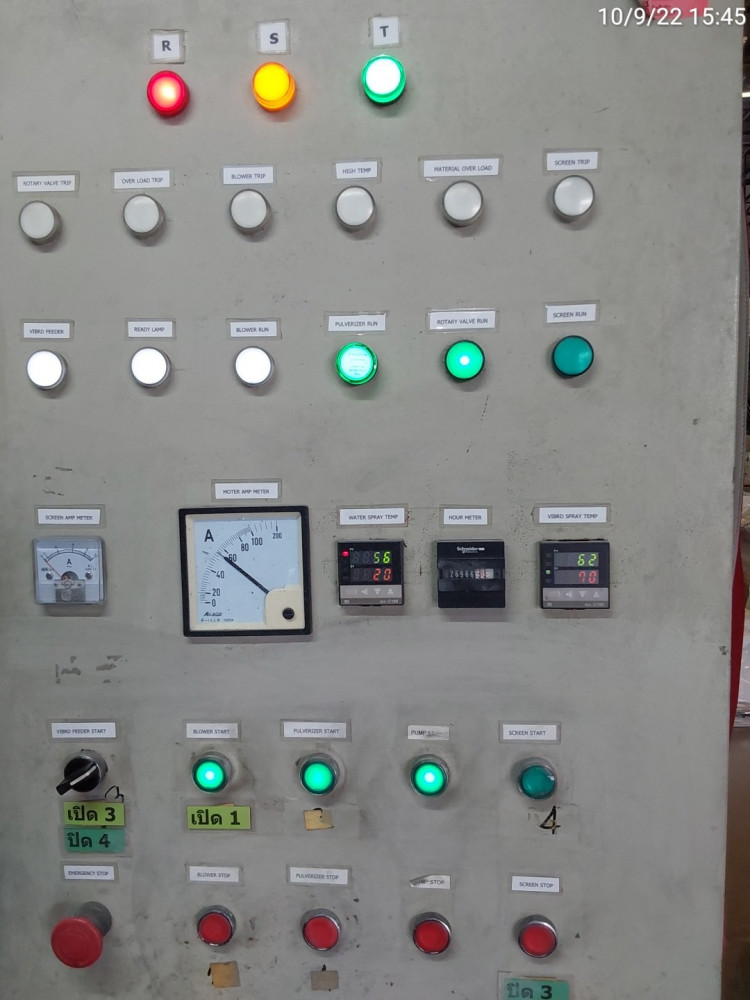 10/9/22 15:45
R
S
T
ROTARY VALVE TRIP
OVER LOAD TRIP
BLOWER TRIP
HIGH TEMP
MATERIAL OVER LOAD
SCREEN TRIP
VIBRO FEEDER
READY LAMP
BLOWER RUN
PULVERIZER RUN
ROTARY VALVE RUN
SCREEN RUN
SCREEN AMP METER
MOTER AMP METER
WATER SPRAY TEMP
HOUR METER
VIBRO SPRAY TEMP
A
A
0
20
40
60
80
100
200
56
20
Schneider
62
70
VIBRO FEEDER START
BLOWER START
PULVERIZER START
PUMP
SCREEN START
เปิด 3
ปิด 4
เปิด 1
4
EMERGENCY STOP
BLOWER STOP
PULVERIZER STOP
STOP
SCREEN STOP
ปิด 3